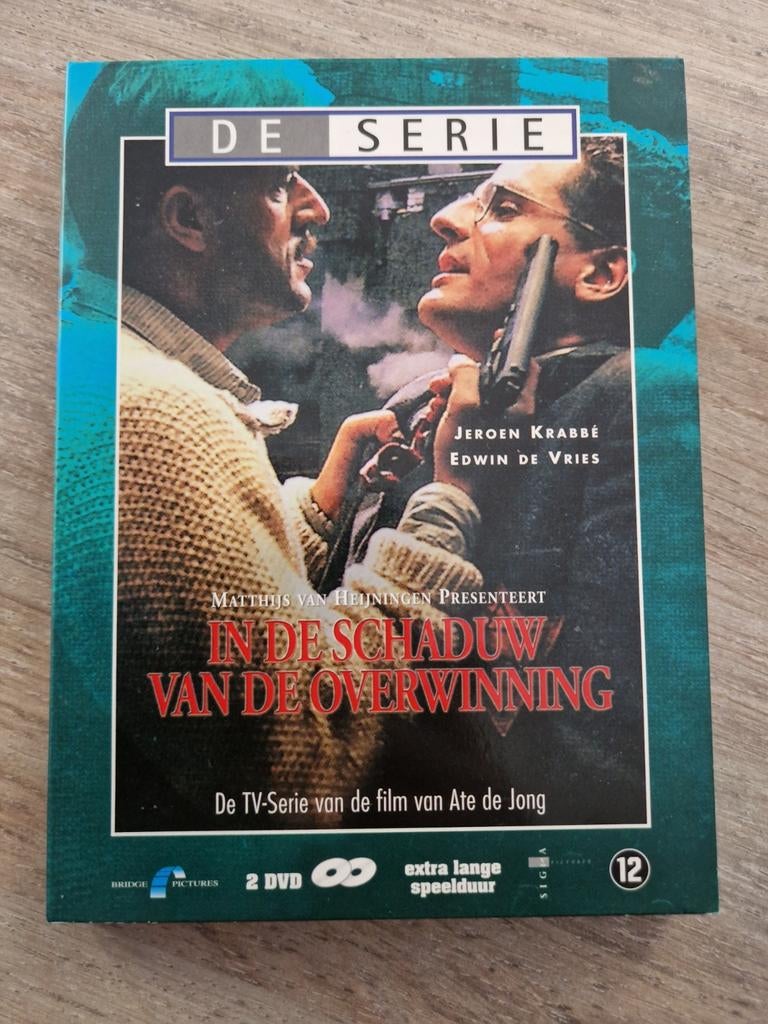 DE SERIE
JEROEN KRABBÉ
EDWIN DE VRIES
MATTHIJS VAN HEIJNINGEN PRESENTEERT
IN DE SCHADUW
VAN DE OVERWINNING
De TV-Serie van de film van Ate de Jong
BRIDGE PICTURES
2 DVD
extra lange
speelduur
SIGMA
PICTURES
12